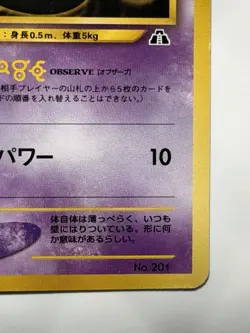 : 身長0.5m、体重5kg
OBSERVE [オブザーブ]
相手プレイヤーの山札の上から5枚のカードを
の順番を入れ替えることはできない。)
パワー 10
体自体は薄っぺらく、いつも
壁にはりついている。形に何
か意味があるらしい。
No.201